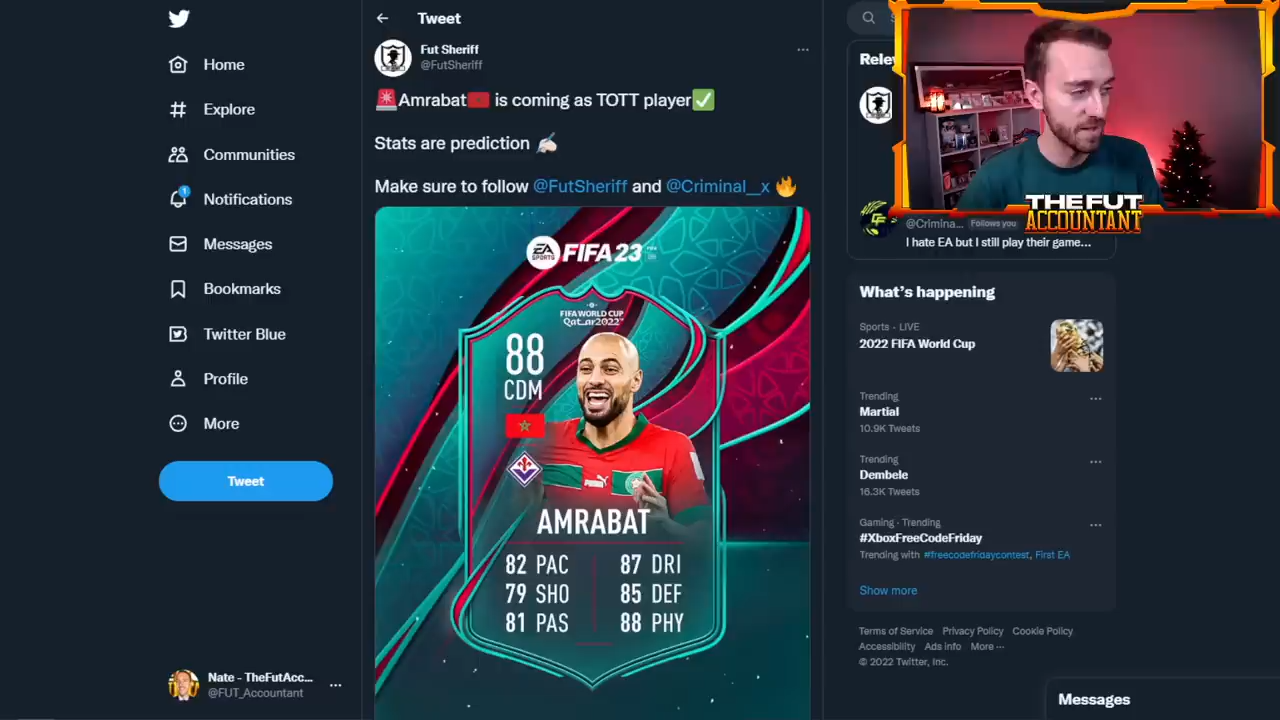 Home
Explore
Communities
1
Notifications
Messages
Bookmarks
Twitter Blue
Profile
More
Tweet
Nate - TheFutAcc...
@FUT_Accountant
Tweet
Fut Sheriff
@FutSheriff
🚨Amrabat🇲🇦 is coming as TOTT player✅
Stats are prediction ✍🏻
Make sure to follow @FutSheriff and @Criminal__x 🔥
EA SPORTS FIFA 23
FIFA WORLD CUP
Qatar2022
88
CDM
AMRABAT
82 PAC 87 DRI
79 SHO 85 DEF
81 PAS 88 PHY
THE FUT
ACCOUNTANT
@Crimina... Follows you
I hate EA but I still play their game...
What's happening
Sports · LIVE
2022 FIFA World Cup
Trending
Martial
10.9K Tweets
Trending
Dembele
16.3K Tweets
Gaming · Trending
#XboxFreeCodeFriday
Trending with #freecodefridaycontest, First EA
Show more
Terms of Service Privacy Policy Cookie Policy
Accessibility Ads info More ···
© 2022 Twitter, Inc.
Messages